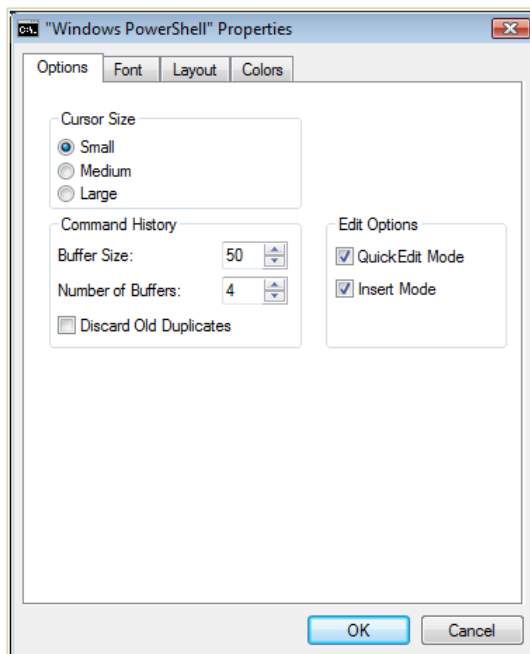 "Windows PowerShell" Properties
Options Font Layout Colors
Cursor Size
Small
Medium
Large
Command History
Buffer Size: 50
Number of Buffers: 4
Discard Old Duplicates
Edit Options
QuickEdit Mode
Insert Mode
OK Cancel